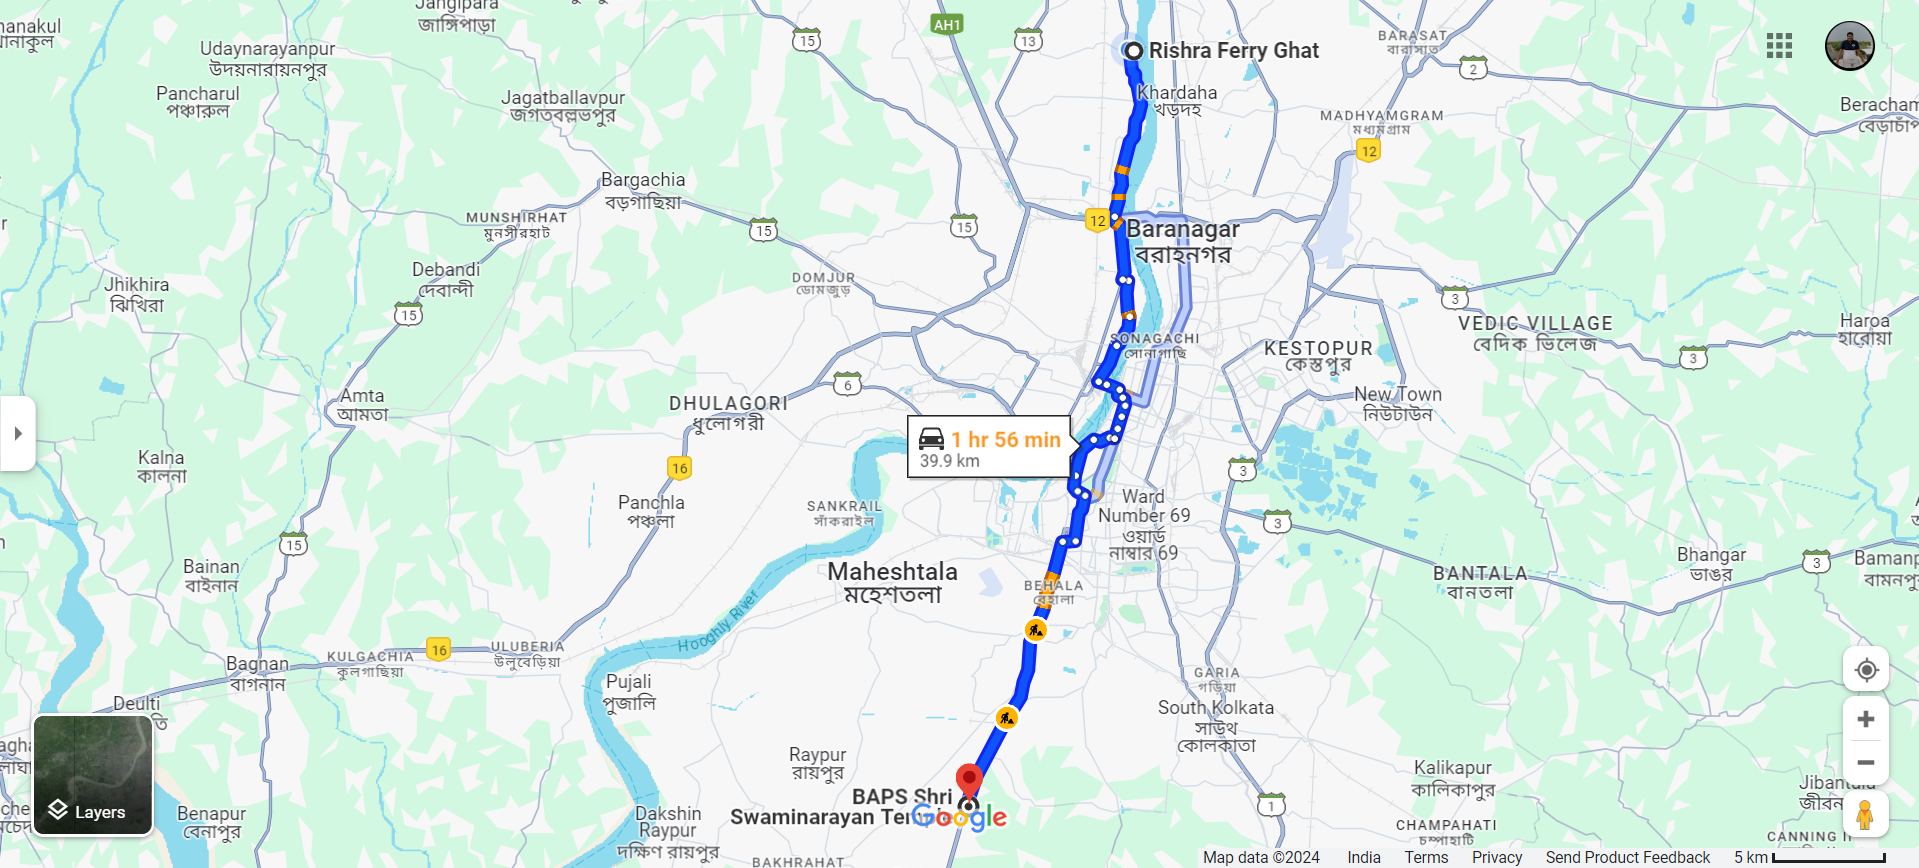 Jangipara
জাঙ্গিপাড়া
Udaynarayanpur
উদয়নারায়নপুর
Pancharul
পঞ্চারুল
Jagatballavpur
জগতবল্লভপুর
15
AH1
13
Rishra Ferry Ghat
Khardaha
খড়দহ
BARASAT
বারাসাত
2
MADHYAMGRAM
মধ্যমগ্রাম
12
Beracham
বেড়াচাঁপ
Bargachia
বড়গাছিয়া
MUNSHIRHAT
মুনসীরহাট
15
15
12
Baranagar
বরাহনগর
Debandi
দেবান্দী
15
Jhikhira
ঝিখিরা
DOMJUR
ডোমজুড়
3
VEDIC VILLAGE
বেদিক ভিলেজ
Haroa
হারোয়া
3
SONAGACHI
সোনাগাছি
KESTOPUR
কেস্তপুর
New Town
নিউটাউন
6
Amta
আমতা
DHULAGORI
ধুলোগরী
1 hr 56 min
39.9 km
Kalna
কালনা
16
3
Panchla
পঞ্চলা
SANKRAIL
সাঁকরাইল
Ward
Number 69
ওয়ার্ড
নাম্বার 69
3
15
Bainan
বাইনান
Maheshtala
মহেশতলা
BEHALA
বেহালা
BANTALA
বানতলা
Bhangar
ভাঙর
3
Bamanp
বামনপু
Hooghly River
KULGACHIA
কুলগাছিয়া
16
ULUBERIA
উলুবেড়িয়া
Bagnan
বাগনান
Pujali
পুজালি
GARIA
গড়িয়া
South Kolkata
সাউথ
কোলকাতা
Deulti
Raypur
রায়পুর
Kalikapur
কালিকাপুর
BAPS Shri
Swaminarayan Temple
Google
1
Layers
Benapur
বেনাপুর
Dakshin
Raypur
দক্ষিণ রায়পুর
BAKHRAHAT
CHAMPAHATI
চম্পাহাটি
CANNING II
Map data ©2024 India Terms Privacy Send Product Feedback 5 km